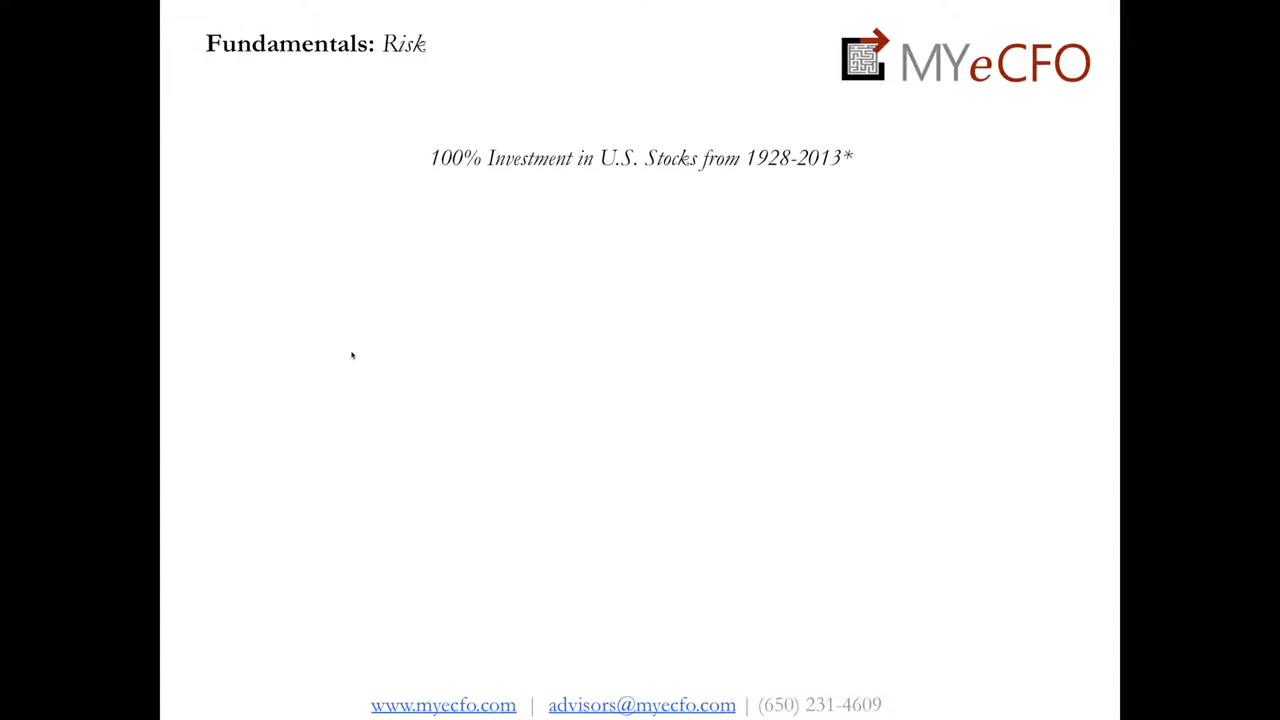 Fundamentals: Risk
MYeCFO
100% Investment in U.S. Stocks from 1928-2013*
www.myecfo.com | advisors@myecfo.com | (650) 231-4609